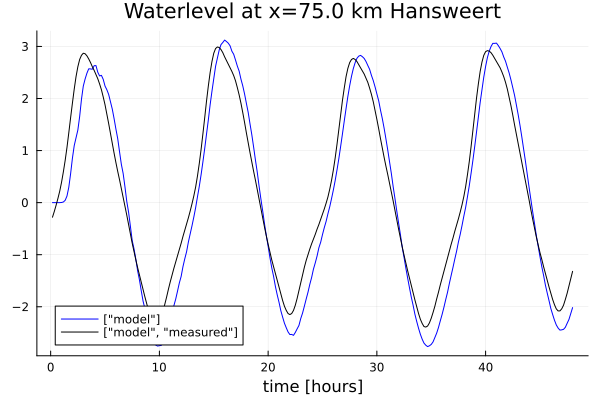 Waterlevel at x=75.0 km Hansweert
3
2
1
0
−1
−2
["model"]
["model", "measured"]
0 10 20 30 40
time [hours]